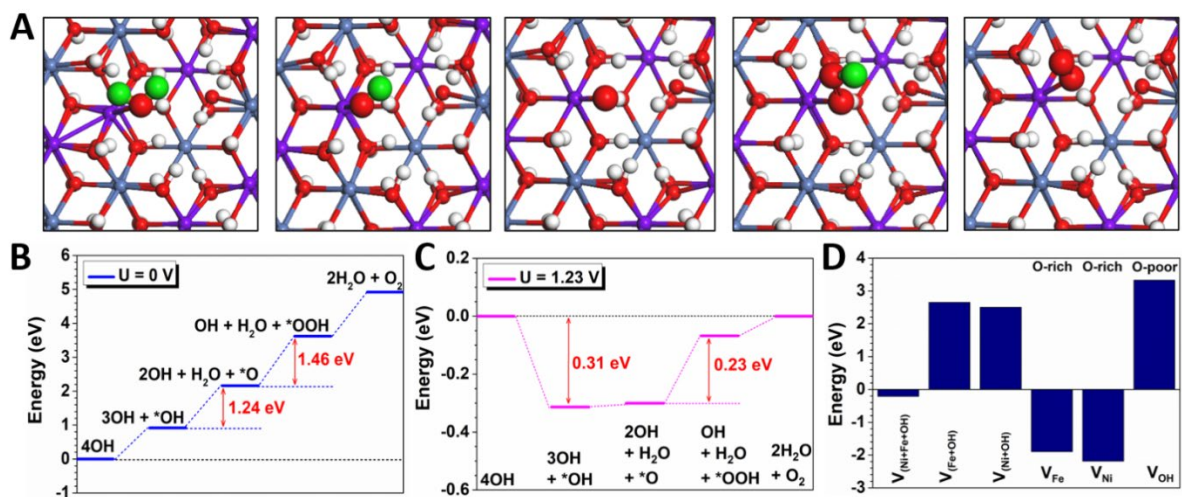 A
B
U = 0 V
6
5
4
3
2
1
0
-1
Energy (eV)
4OH
3OH + *OH
2OH + H₂O + *O
OH + H₂O + *OOH
2H₂O + O₂
1.24 eV
1.46 eV
C
U = 1.23 V
0.2
0.0
-0.2
-0.4
-0.6
Energy (eV)
0.31 eV
0.23 eV
4OH
3OH
+ *OH
2OH
+ H₂O
+ *O
OH
+ H₂O
+ *OOH
2H₂O
+ O₂
D
O-rich O-rich O-poor
3
2
1
0
-1
-2
-3
Energy (eV)
V(Ni+Fe+OH)
V(Fe+OH)
V(Ni+OH)
VFe
VNi
VOH